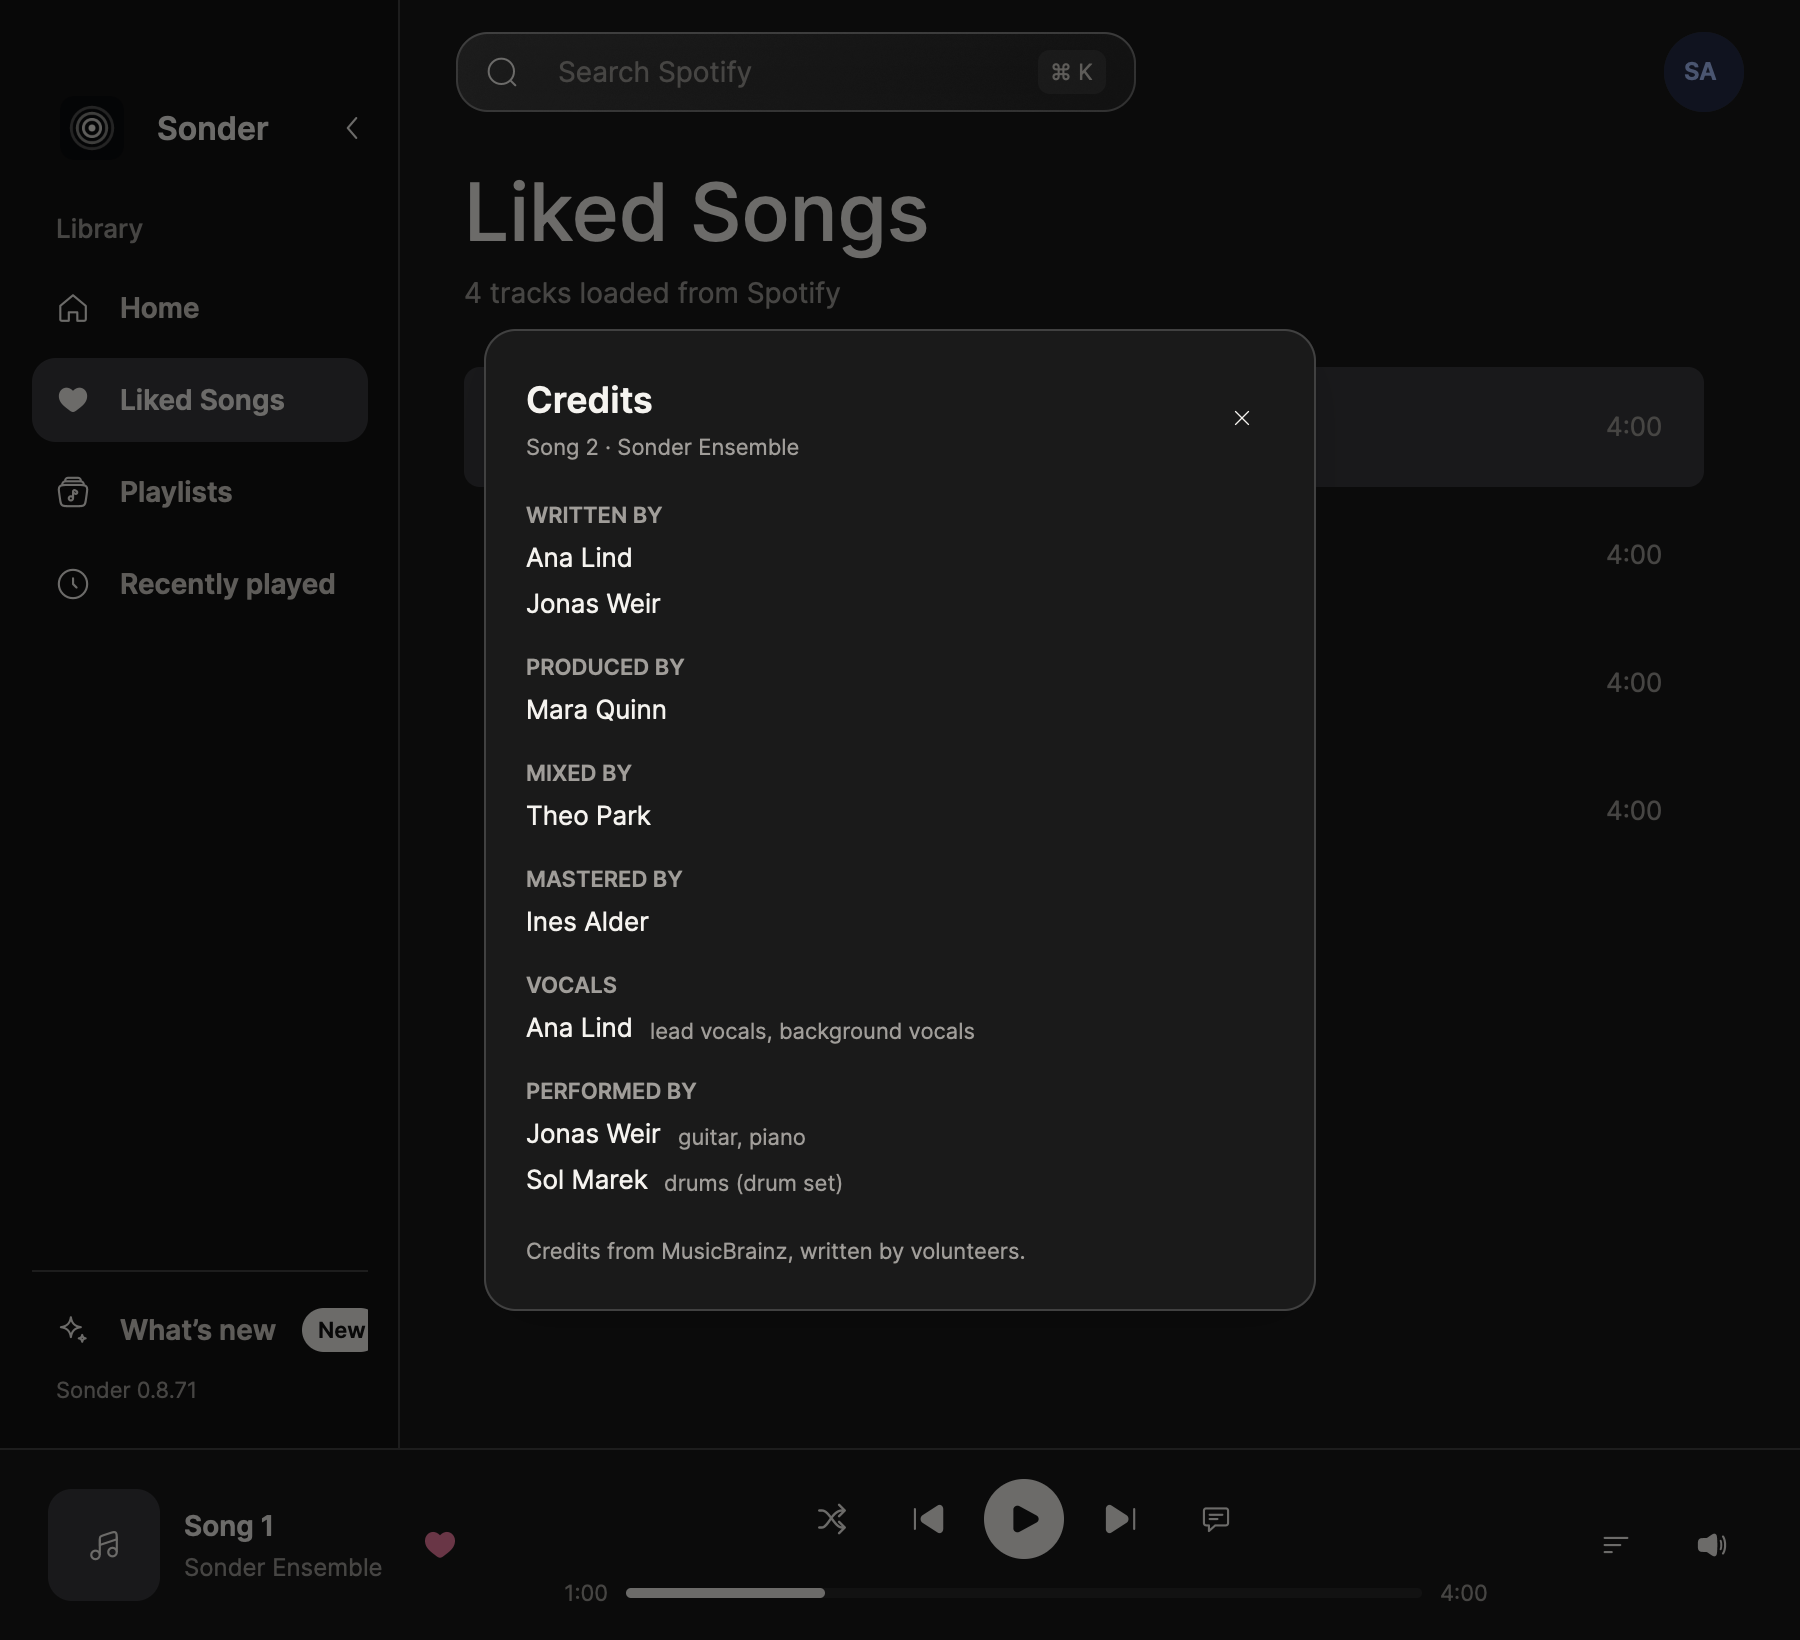 Sonder
Search Spotify
⌘ K
SA
Library
Home
Liked Songs
Playlists
Recently played
Liked Songs
4 tracks loaded from Spotify
4:00
4:00
4:00
4:00
Credits
Song 2 · Sonder Ensemble
WRITTEN BY
Ana Lind
Jonas Weir
PRODUCED BY
Mara Quinn
MIXED BY
Theo Park
MASTERED BY
Ines Alder
VOCALS
Ana Lind lead vocals, background vocals
PERFORMED BY
Jonas Weir guitar, piano
Sol Marek drums (drum set)
Credits from MusicBrainz, written by volunteers.
What’s new New
Sonder 0.8.71
Song 1
Sonder Ensemble
1:00
4:00